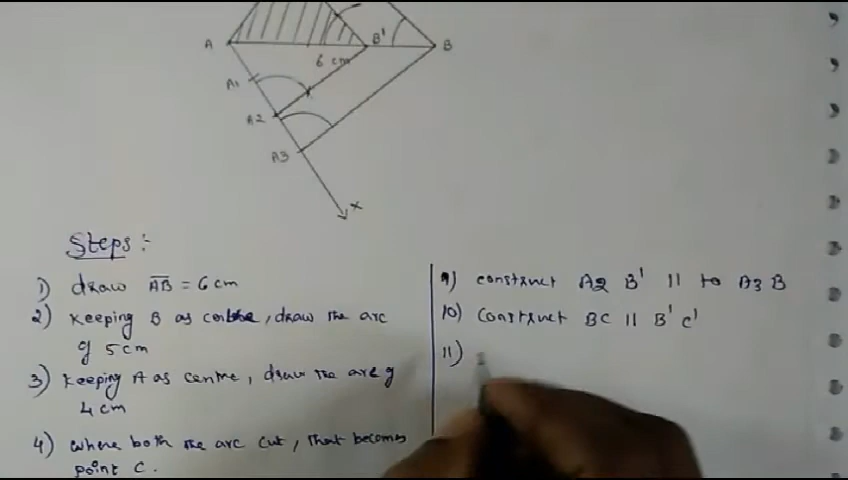 A
B'
B
6 cm
A1
A2
A3
X
Steps :-
1) draw AB = 6 cm
2) keeping B as centre, draw the arc
of 5cm
3) keeping A as centre, draw the arc of
4 cm
4) where both the arc cut, that becomes
point C.
9) construct A2 B' || to A3 B
10) construct BC || B' C'
11)